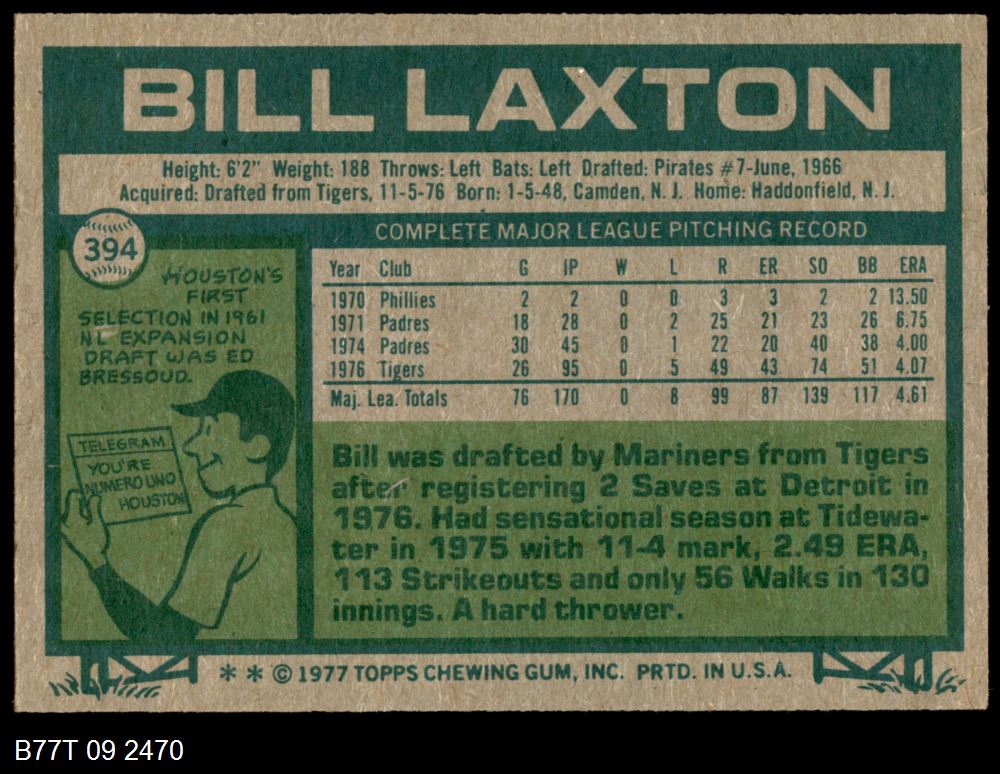 BILL LAXTON
Height: 6'2" Weight: 188 Throws: Left Bats: Left Drafted: Pirates #7-June, 1966
Acquired: Drafted from Tigers, 11-5-76 Born: 1-5-48, Camden, N. J. Home: Haddonfield, N. J.
394
HOUSTON'S
FIRST
SELECTION IN 1961
NL EXPANSION
DRAFT WAS ED
BRESSOUD.
TELEGRAM
YOU'RE
NUMERO UNO
HOUSTON
COMPLETE MAJOR LEAGUE PITCHING RECORD
Year Club G IP W L R ER SO BB ERA
1970 Phillies 2 2 0 0 3 3 2 2 13.50
1971 Padres 18 28 0 2 25 21 23 26 6.75
1974 Padres 30 45 0 1 22 20 40 38 4.00
1976 Tigers 26 95 0 5 49 43 74 51 4.07
Maj. Lea. Totals 76 170 0 8 99 87 139 117 4.61
Bill was drafted by Mariners from Tigers
after registering 2 Saves at Detroit in
1976. Had sensational season at Tidewa-
ter in 1975 with 11-4 mark, 2.49 ERA,
113 Strikeouts and only 56 Walks in 130
innings. A hard thrower.
* * © 1977 TOPPS CHEWING GUM, INC. PRTD. IN U.S.A.
B77T 09 2470